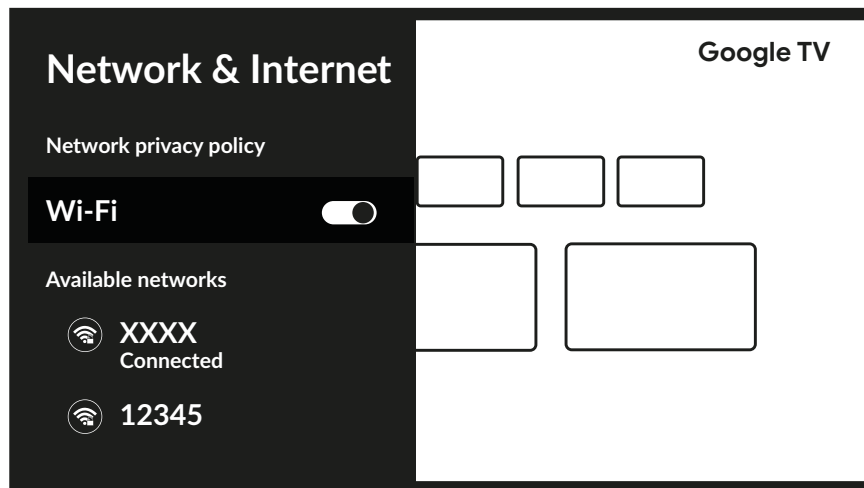 Network & Internet
Google TV
Network privacy policy
Wi-Fi
Available networks
XXXX
Connected
12345